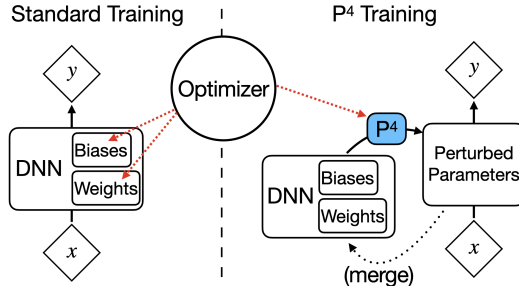 Standard Training
P⁴ Training
y
Optimizer
y
P⁴
DNN
Biases
Weights
DNN
Biases
Weights
Perturbed
Parameters
x
x
(merge)